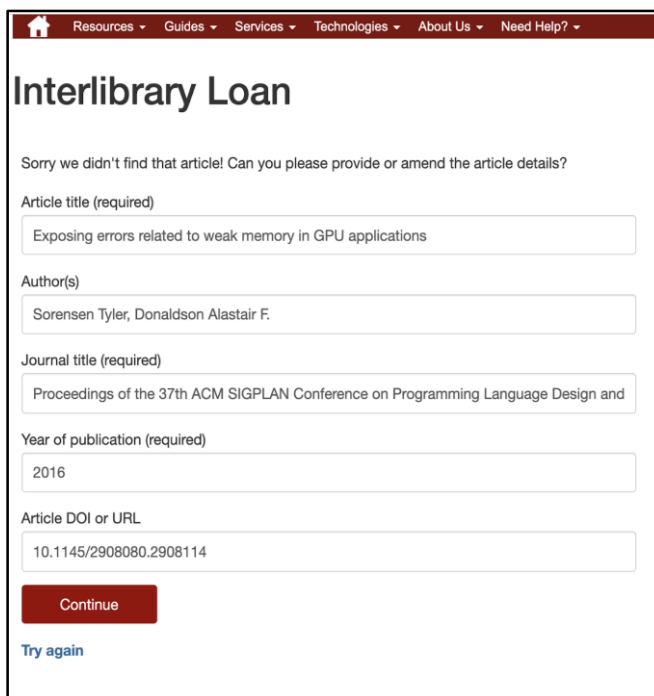 Resources Guides Services Technologies About Us Need Help?
Interlibrary Loan
Sorry we didn't find that article! Can you please provide or amend the article details?
Article title (required)
Exposing errors related to weak memory in GPU applications
Author(s)
Sorensen Tyler, Donaldson Alastair F.
Journal title (required)
Proceedings of the 37th ACM SIGPLAN Conference on Programming Language Design and
Year of publication (required)
2016
Article DOI or URL
10.1145/2908080.2908114
Continue
Try again